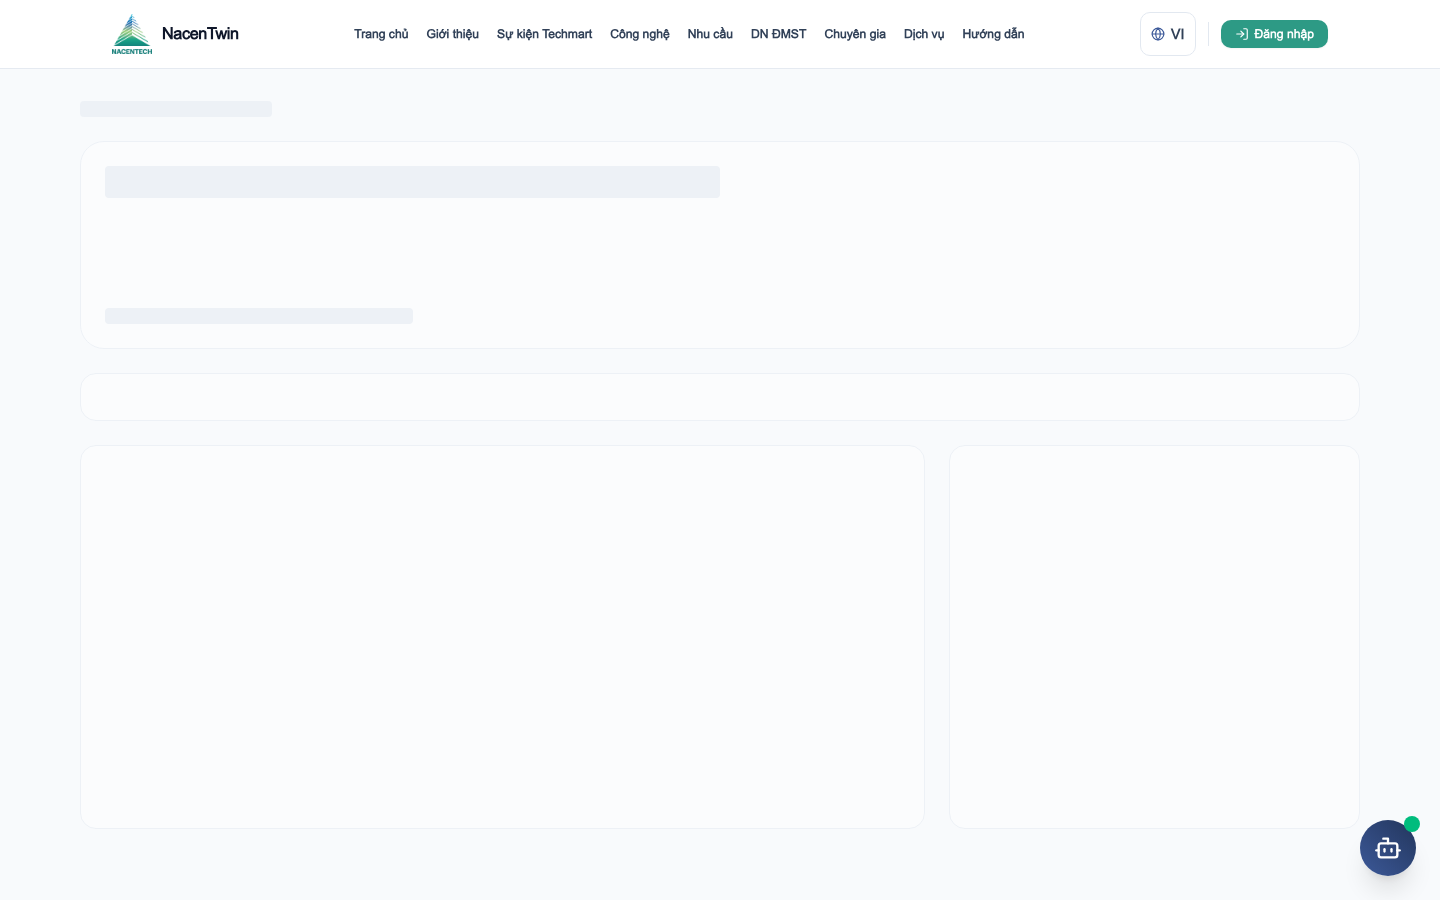 NACENTECH
NacenTwin
Trang chủ
Giới thiệu
Sự kiện Techmart
Công nghệ
Nhu cầu
DN ĐMST
Chuyên gia
Dịch vụ
Hướng dẫn
VI
Đăng nhập